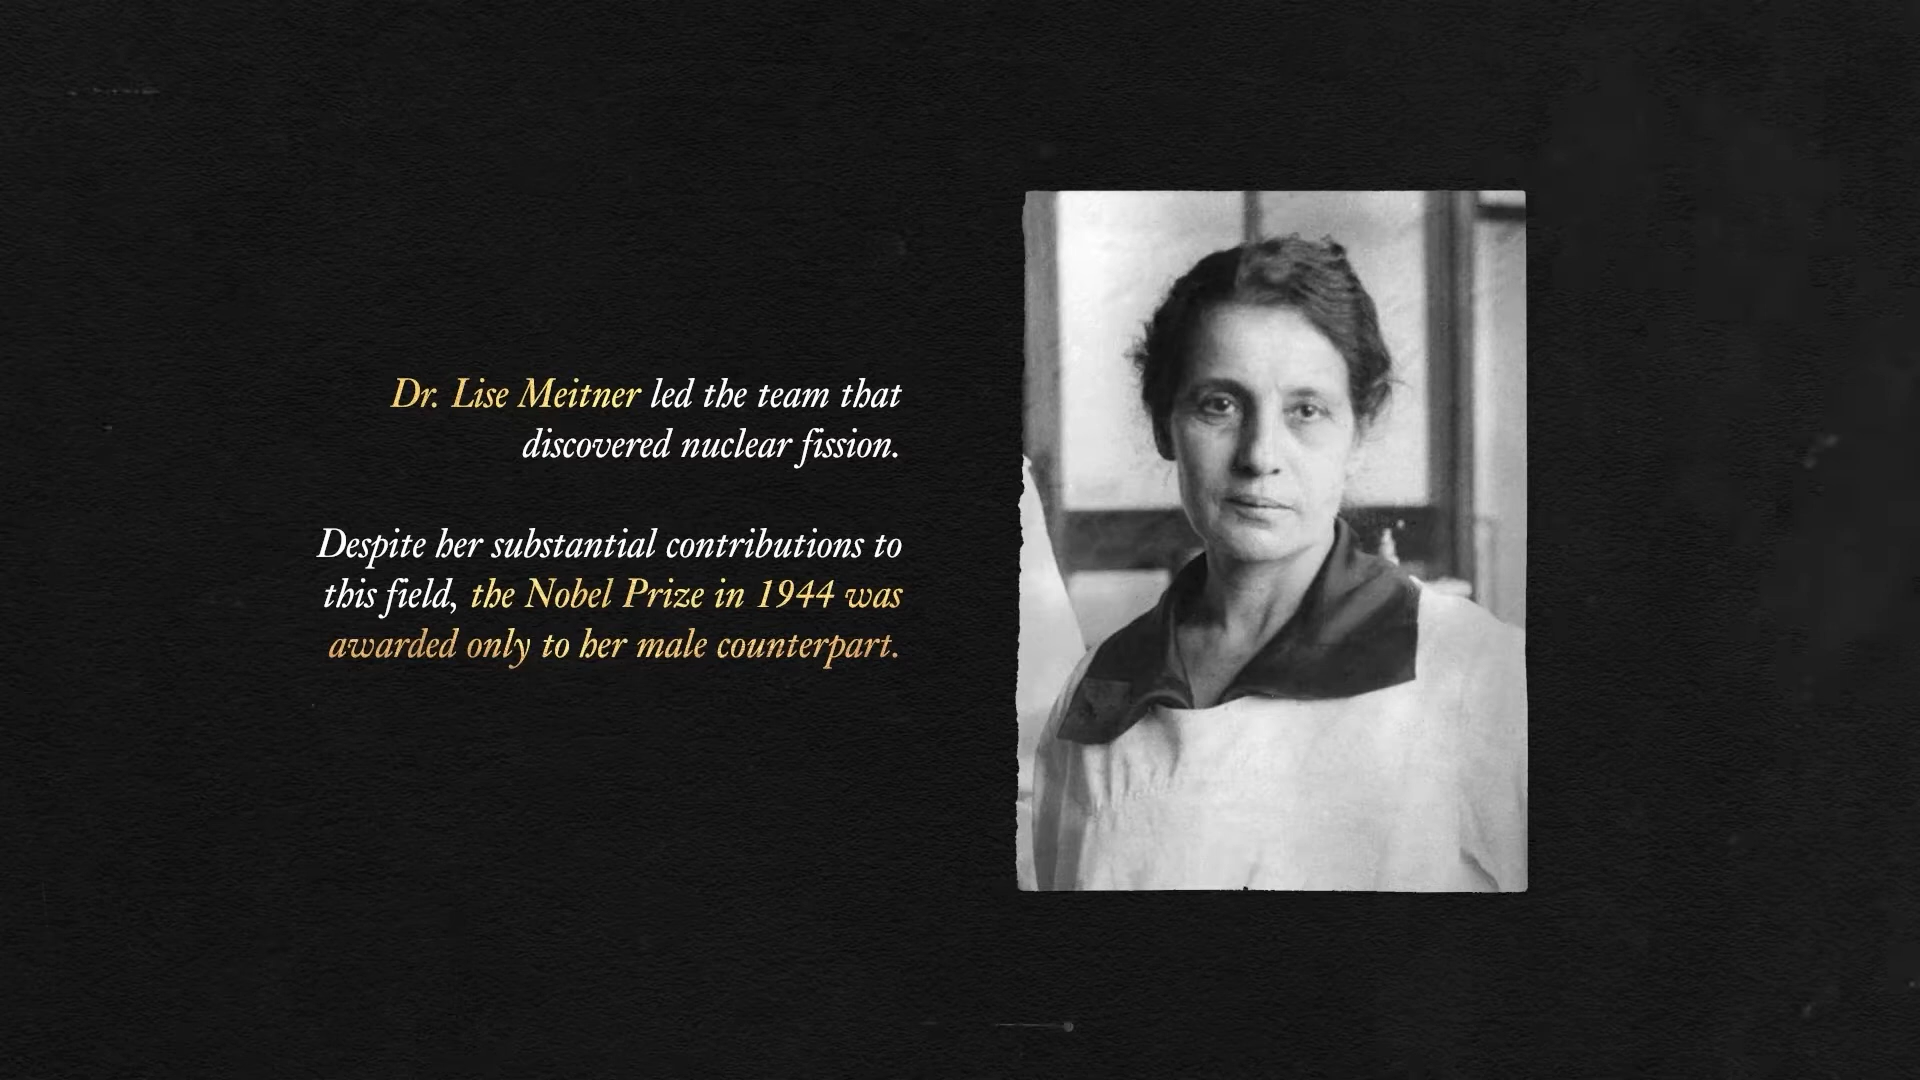 Dr. Lise Meitner led the team that
discovered nuclear fission.
Despite her substantial contributions to
this field, the Nobel Prize in 1944 was
awarded only to her male counterpart.